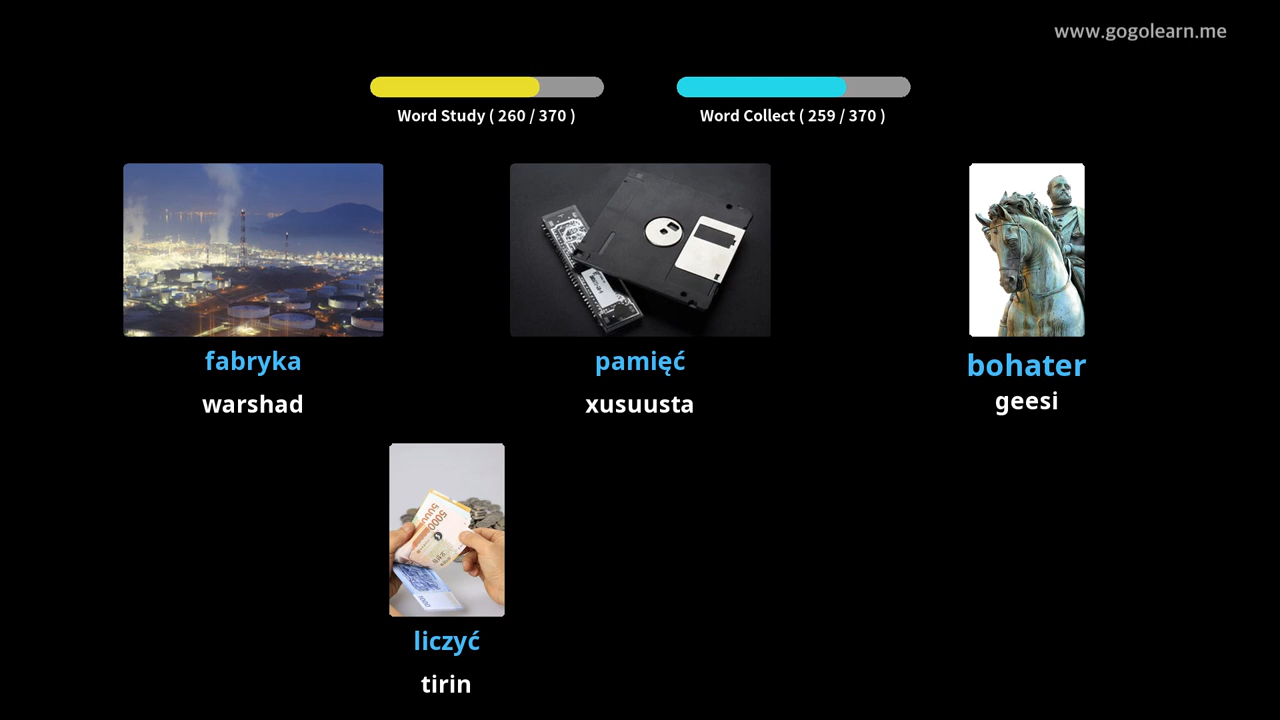 www.gogolearn.me
Word Study ( 260 / 370 )
Word Collect ( 259 / 370 )
fabryka
warshad
pamięć
xusuusta
bohater
geesi
5000
liczyć
tirin